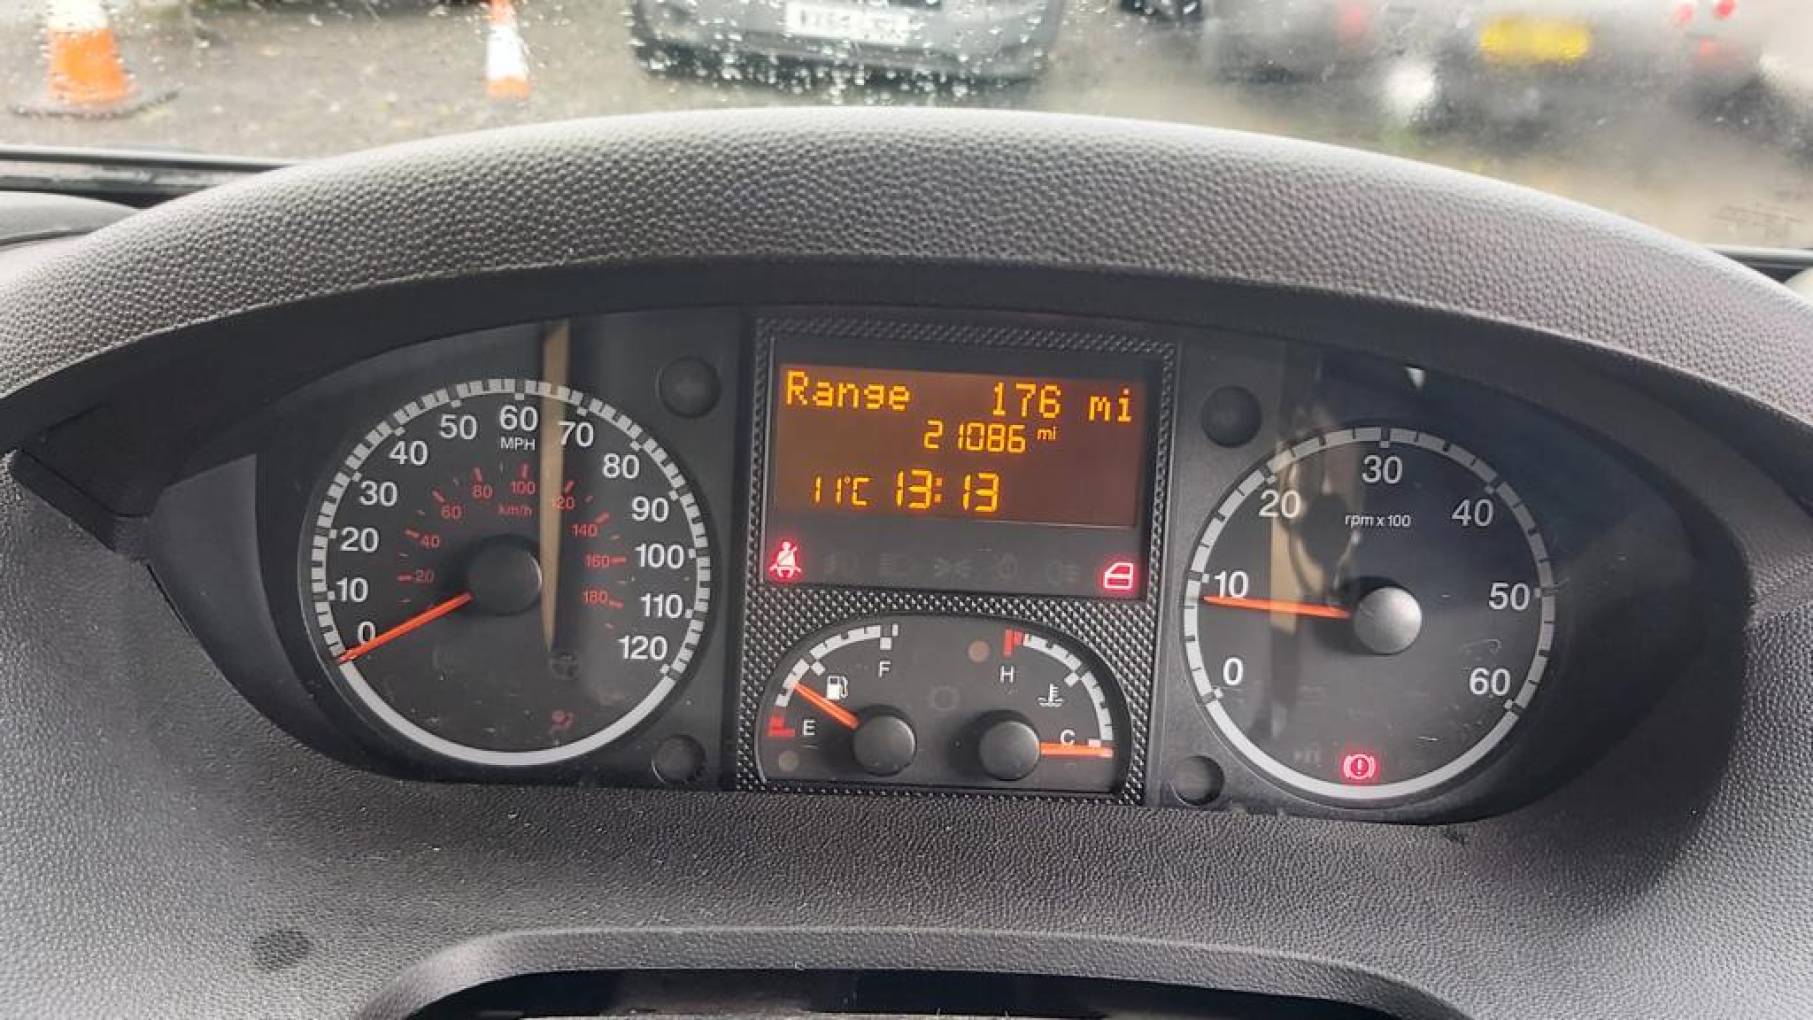 Range 176 mi
21086 mi
11°C 13:13
0 10 20 30 40 50 60 70 80 90 100 110 120
MPH
20 40 60 80 100 120 140 160 180
km/h
E F
H C
0 10 20 30 40 50 60
rpm x 100